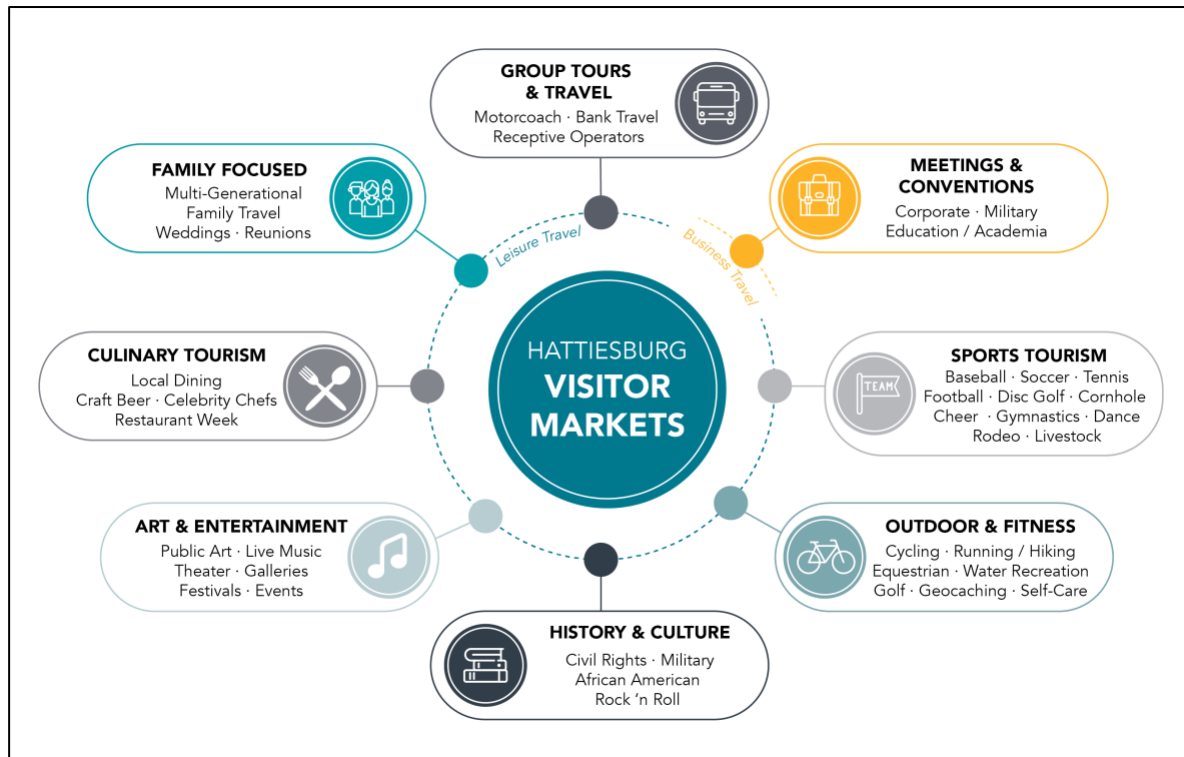 GROUP TOURS
& TRAVEL
Motorcoach · Bank Travel
Receptive Operators
FAMILY FOCUSED
Multi-Generational
Family Travel
Weddings · Reunions
MEETINGS &
CONVENTIONS
Corporate · Military
Education / Academia
Leisure Travel
Business Travel
HATTIESBURG
VISITOR
MARKETS
CULINARY TOURISM
Local Dining
Craft Beer · Celebrity Chefs
Restaurant Week
SPORTS TOURISM
Baseball · Soccer · Tennis
Football · Disc Golf · Cornhole
Cheer · Gymnastics · Dance
Rodeo · Livestock
TEAM
ART & ENTERTAINMENT
Public Art · Live Music
Theater · Galleries
Festivals · Events
OUTDOOR & FITNESS
Cycling · Running / Hiking
Equestrian · Water Recreation
Golf · Geocaching · Self-Care
HISTORY & CULTURE
Civil Rights · Military
African American
Rock ‘n Roll